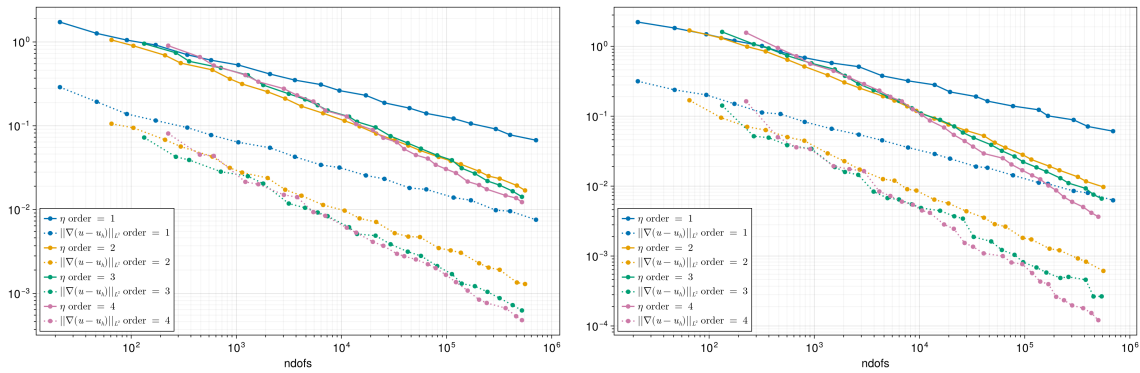 10⁰
10⁻¹
10⁻²
10⁻³
10² 10³ 10⁴ 10⁵ 10⁶
ndofs
η order = 1
||∇(u − u_h)||_{L²} order = 1
η order = 2
||∇(u − u_h)||_{L²} order = 2
η order = 3
||∇(u − u_h)||_{L²} order = 3
η order = 4
||∇(u − u_h)||_{L²} order = 4
10⁰
10⁻¹
10⁻²
10⁻³
10⁻⁴
10² 10³ 10⁴ 10⁵ 10⁶
ndofs
η order = 1
||∇(u − u_h)||_{L²} order = 1
η order = 2
||∇(u − u_h)||_{L²} order = 2
η order = 3
||∇(u − u_h)||_{L²} order = 3
η order = 4
||∇(u − u_h)||_{L²} order = 4